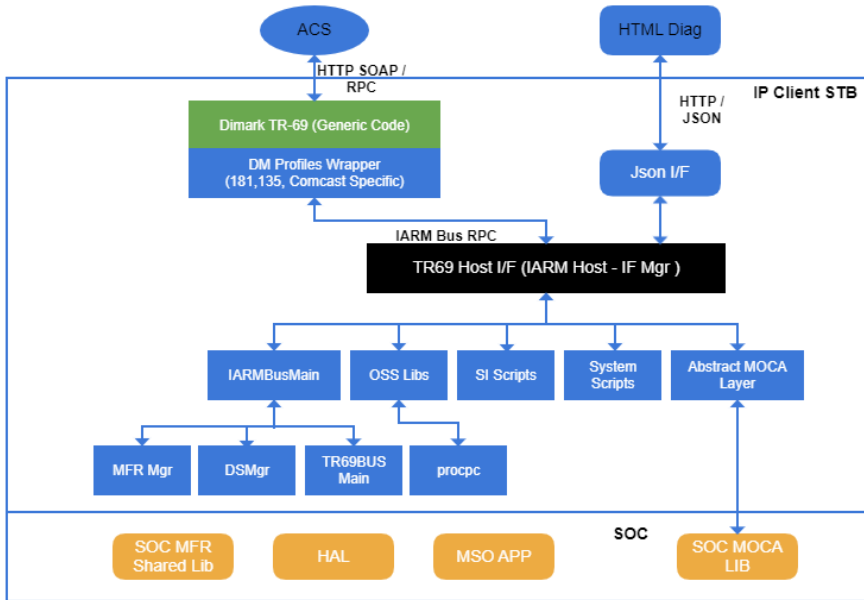 ACS
HTML Diag
HTTP SOAP /
RPC
IP Client STB
HTTP /
JSON
Dimark TR-69 (Generic Code)
DM Profiles Wrapper
(181,135, Comcast Specific)
Json I/F
IARM Bus RPC
TR69 Host I/F (IARM Host - IF Mgr )
IARMBusMain
OSS Libs
SI Scripts
System
Scripts
Abstract MOCA
Layer
MFR Mgr
DSMgr
TR69BUS
Main
procpc
SOC
SOC MFR
Shared Lib
HAL
MSO APP
SOC MOCA
LIB